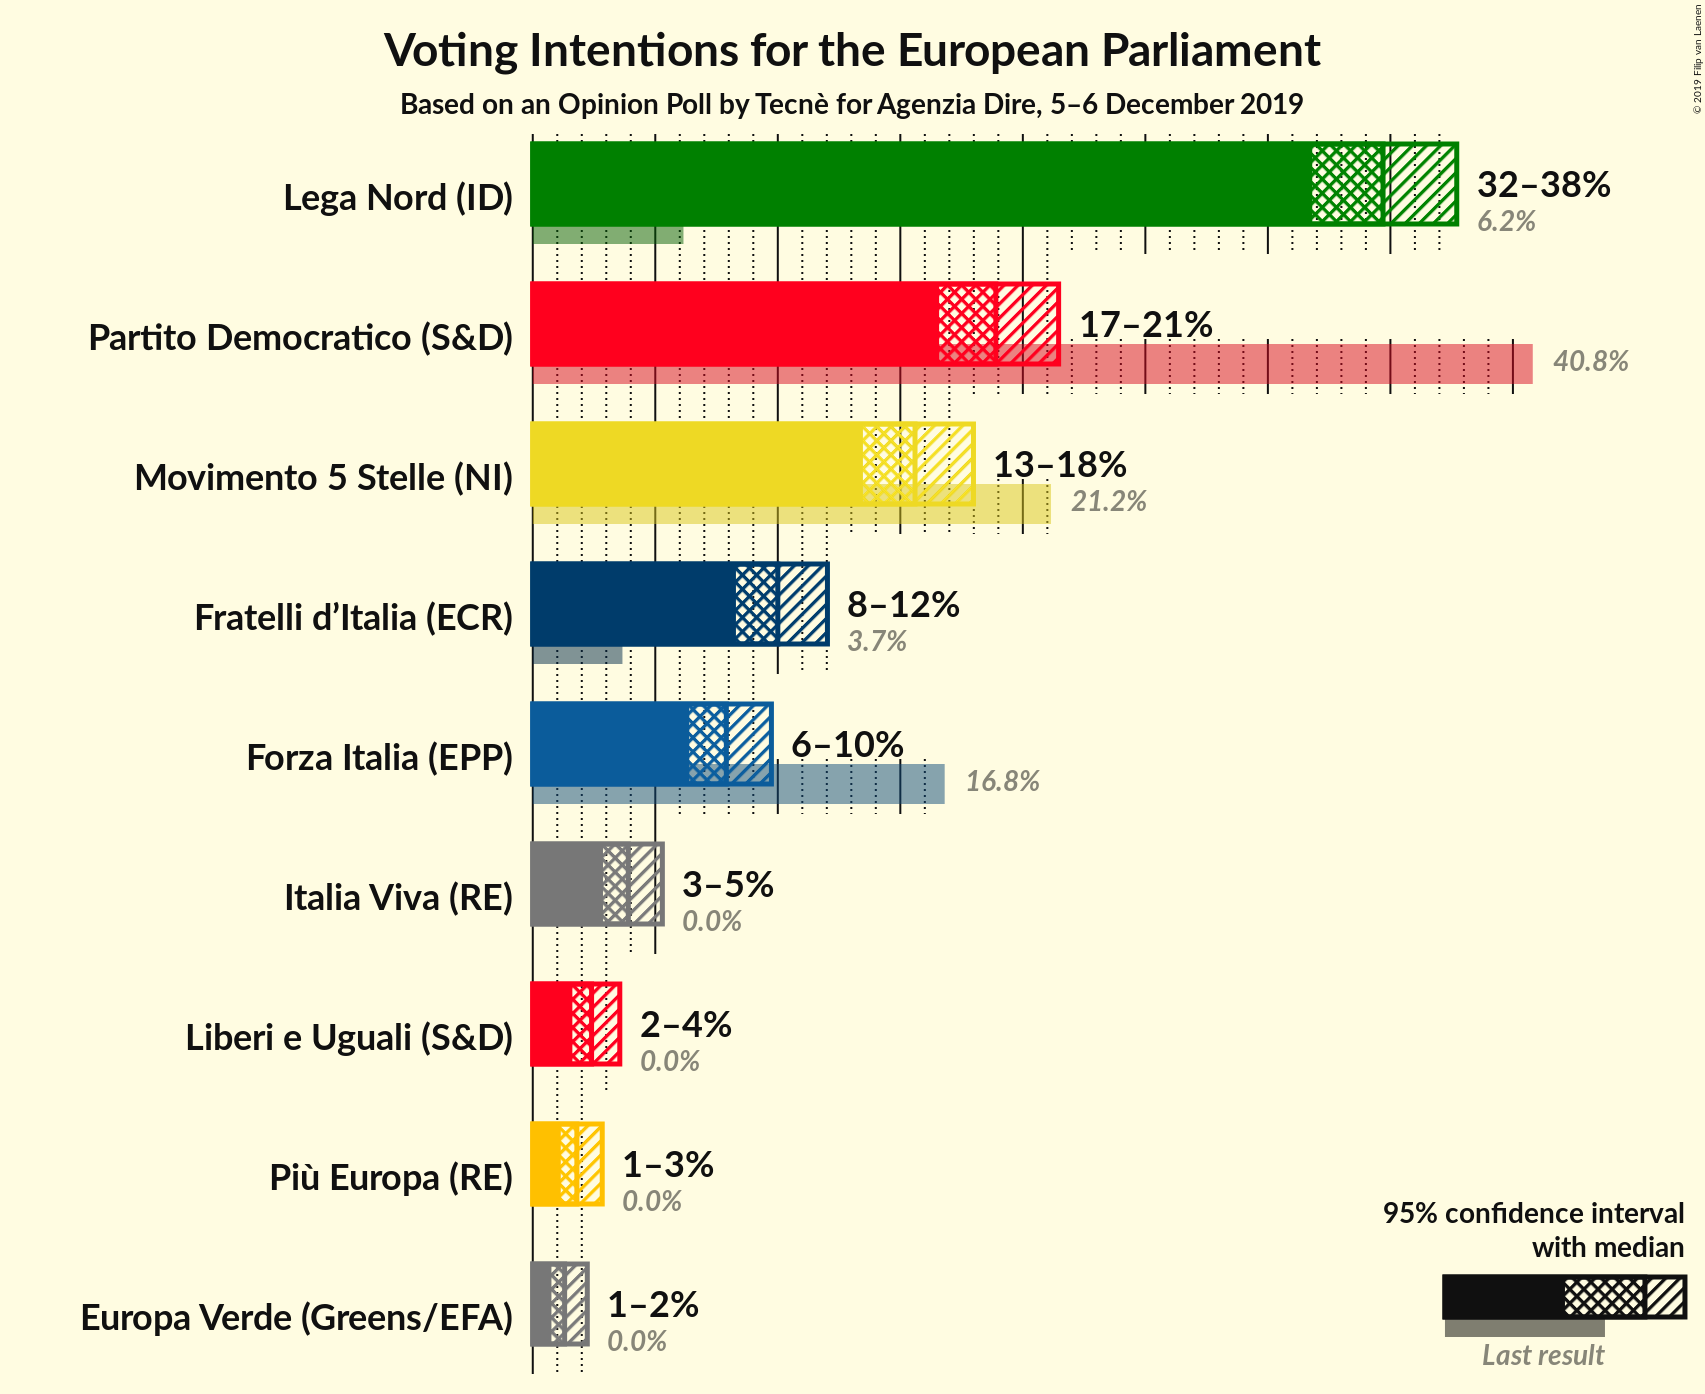 Voting Intentions for the European Parliament
Based on an Opinion Poll by Tecnè for Agenzia Dire, 5–6 December 2019
© 2019 Filip van Laenen
Lega Nord (ID)
32–38%
6.2%
Partito Democratico (S&D)
17–21%
40.8%
Movimento 5 Stelle (NI)
13–18%
21.2%
Fratelli d’Italia (ECR)
8–12%
3.7%
Forza Italia (EPP)
6–10%
16.8%
Italia Viva (RE)
3–5%
0.0%
Liberi e Uguali (S&D)
2–4%
0.0%
Più Europa (RE)
1–3%
0.0%
Europa Verde (Greens/EFA)
1–2%
0.0%
95% confidence interval
with median
Last result